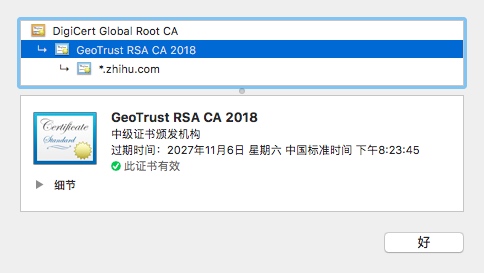 DigiCert Global Root CA
GeoTrust RSA CA 2018
*.zhihu.com
Certificate
Standard
GeoTrust RSA CA 2018
中级证书颁发机构
过期时间：2027年11月6日 星期六 中国标准时间 下午8:23:45
此证书有效
细节
好